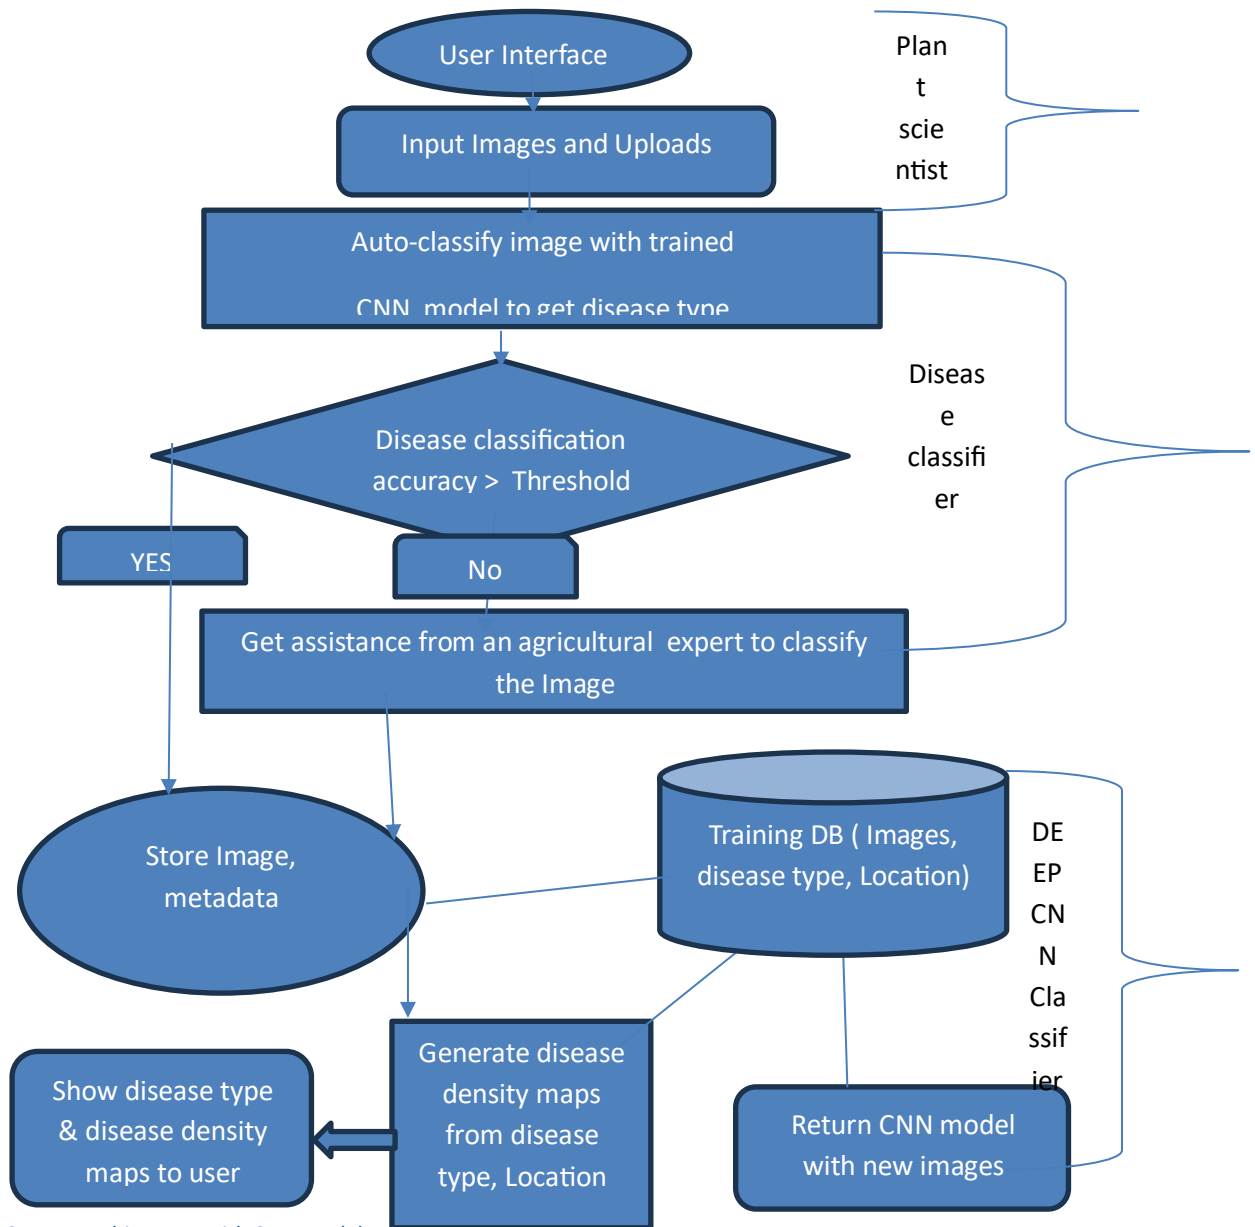 User Interface
Plan
t
scie
ntist
Input Images and Uploads
Auto-classify image with trained
CNN model to get disease type
Diseas
e
classifi
er
Disease classification
accuracy > Threshold
YES
No
Get assistance from an agricultural expert to classify
the Image
Store Image,
metadata
Training DB ( Images,
disease type, Location)
DE
EP
CN
N
Cla
ssif
ier
Generate disease
density maps
from disease
type, Location
Show disease type
& disease density
maps to user
Return CNN model
with new images